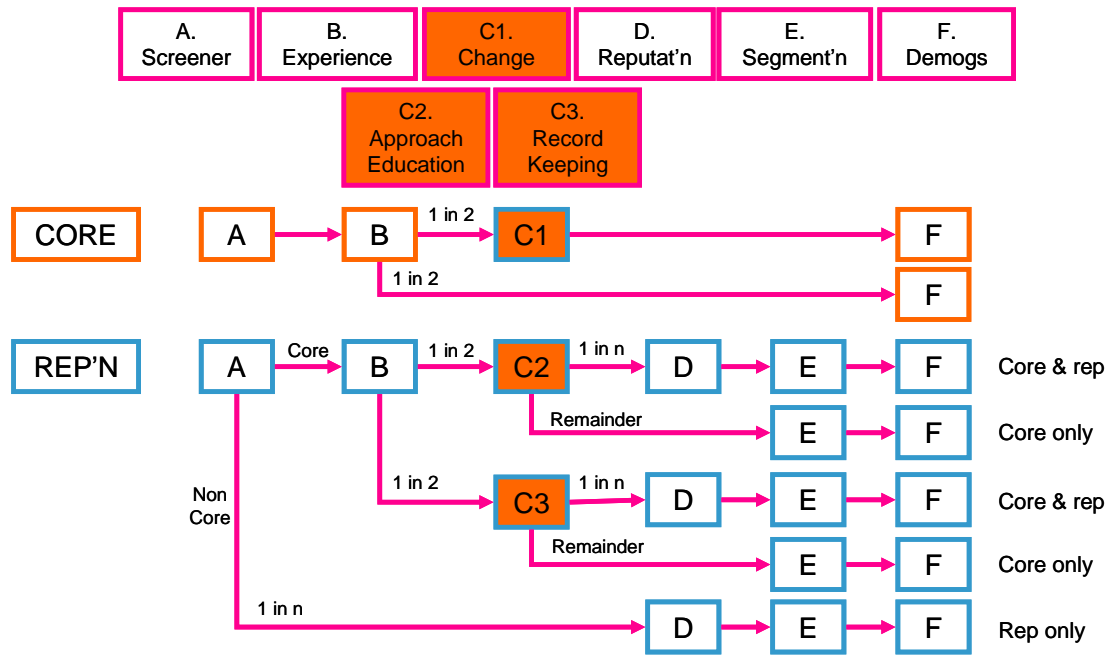 A.
Screener
B.
Experience
C1.
Change
D.
Reputat'n
E.
Segment'n
F.
Demogs
C2.
Approach
Education
C3.
Record
Keeping
CORE
A
B
1 in 2
C1
F
1 in 2
F
REP'N
A
Core
B
1 in 2
C2
1 in n
D
E
F
Core & rep
Remainder
E
F
Core only
Non
Core
1 in 2
C3
1 in n
D
E
F
Core & rep
Remainder
E
F
Core only
1 in n
D
E
F
Rep only